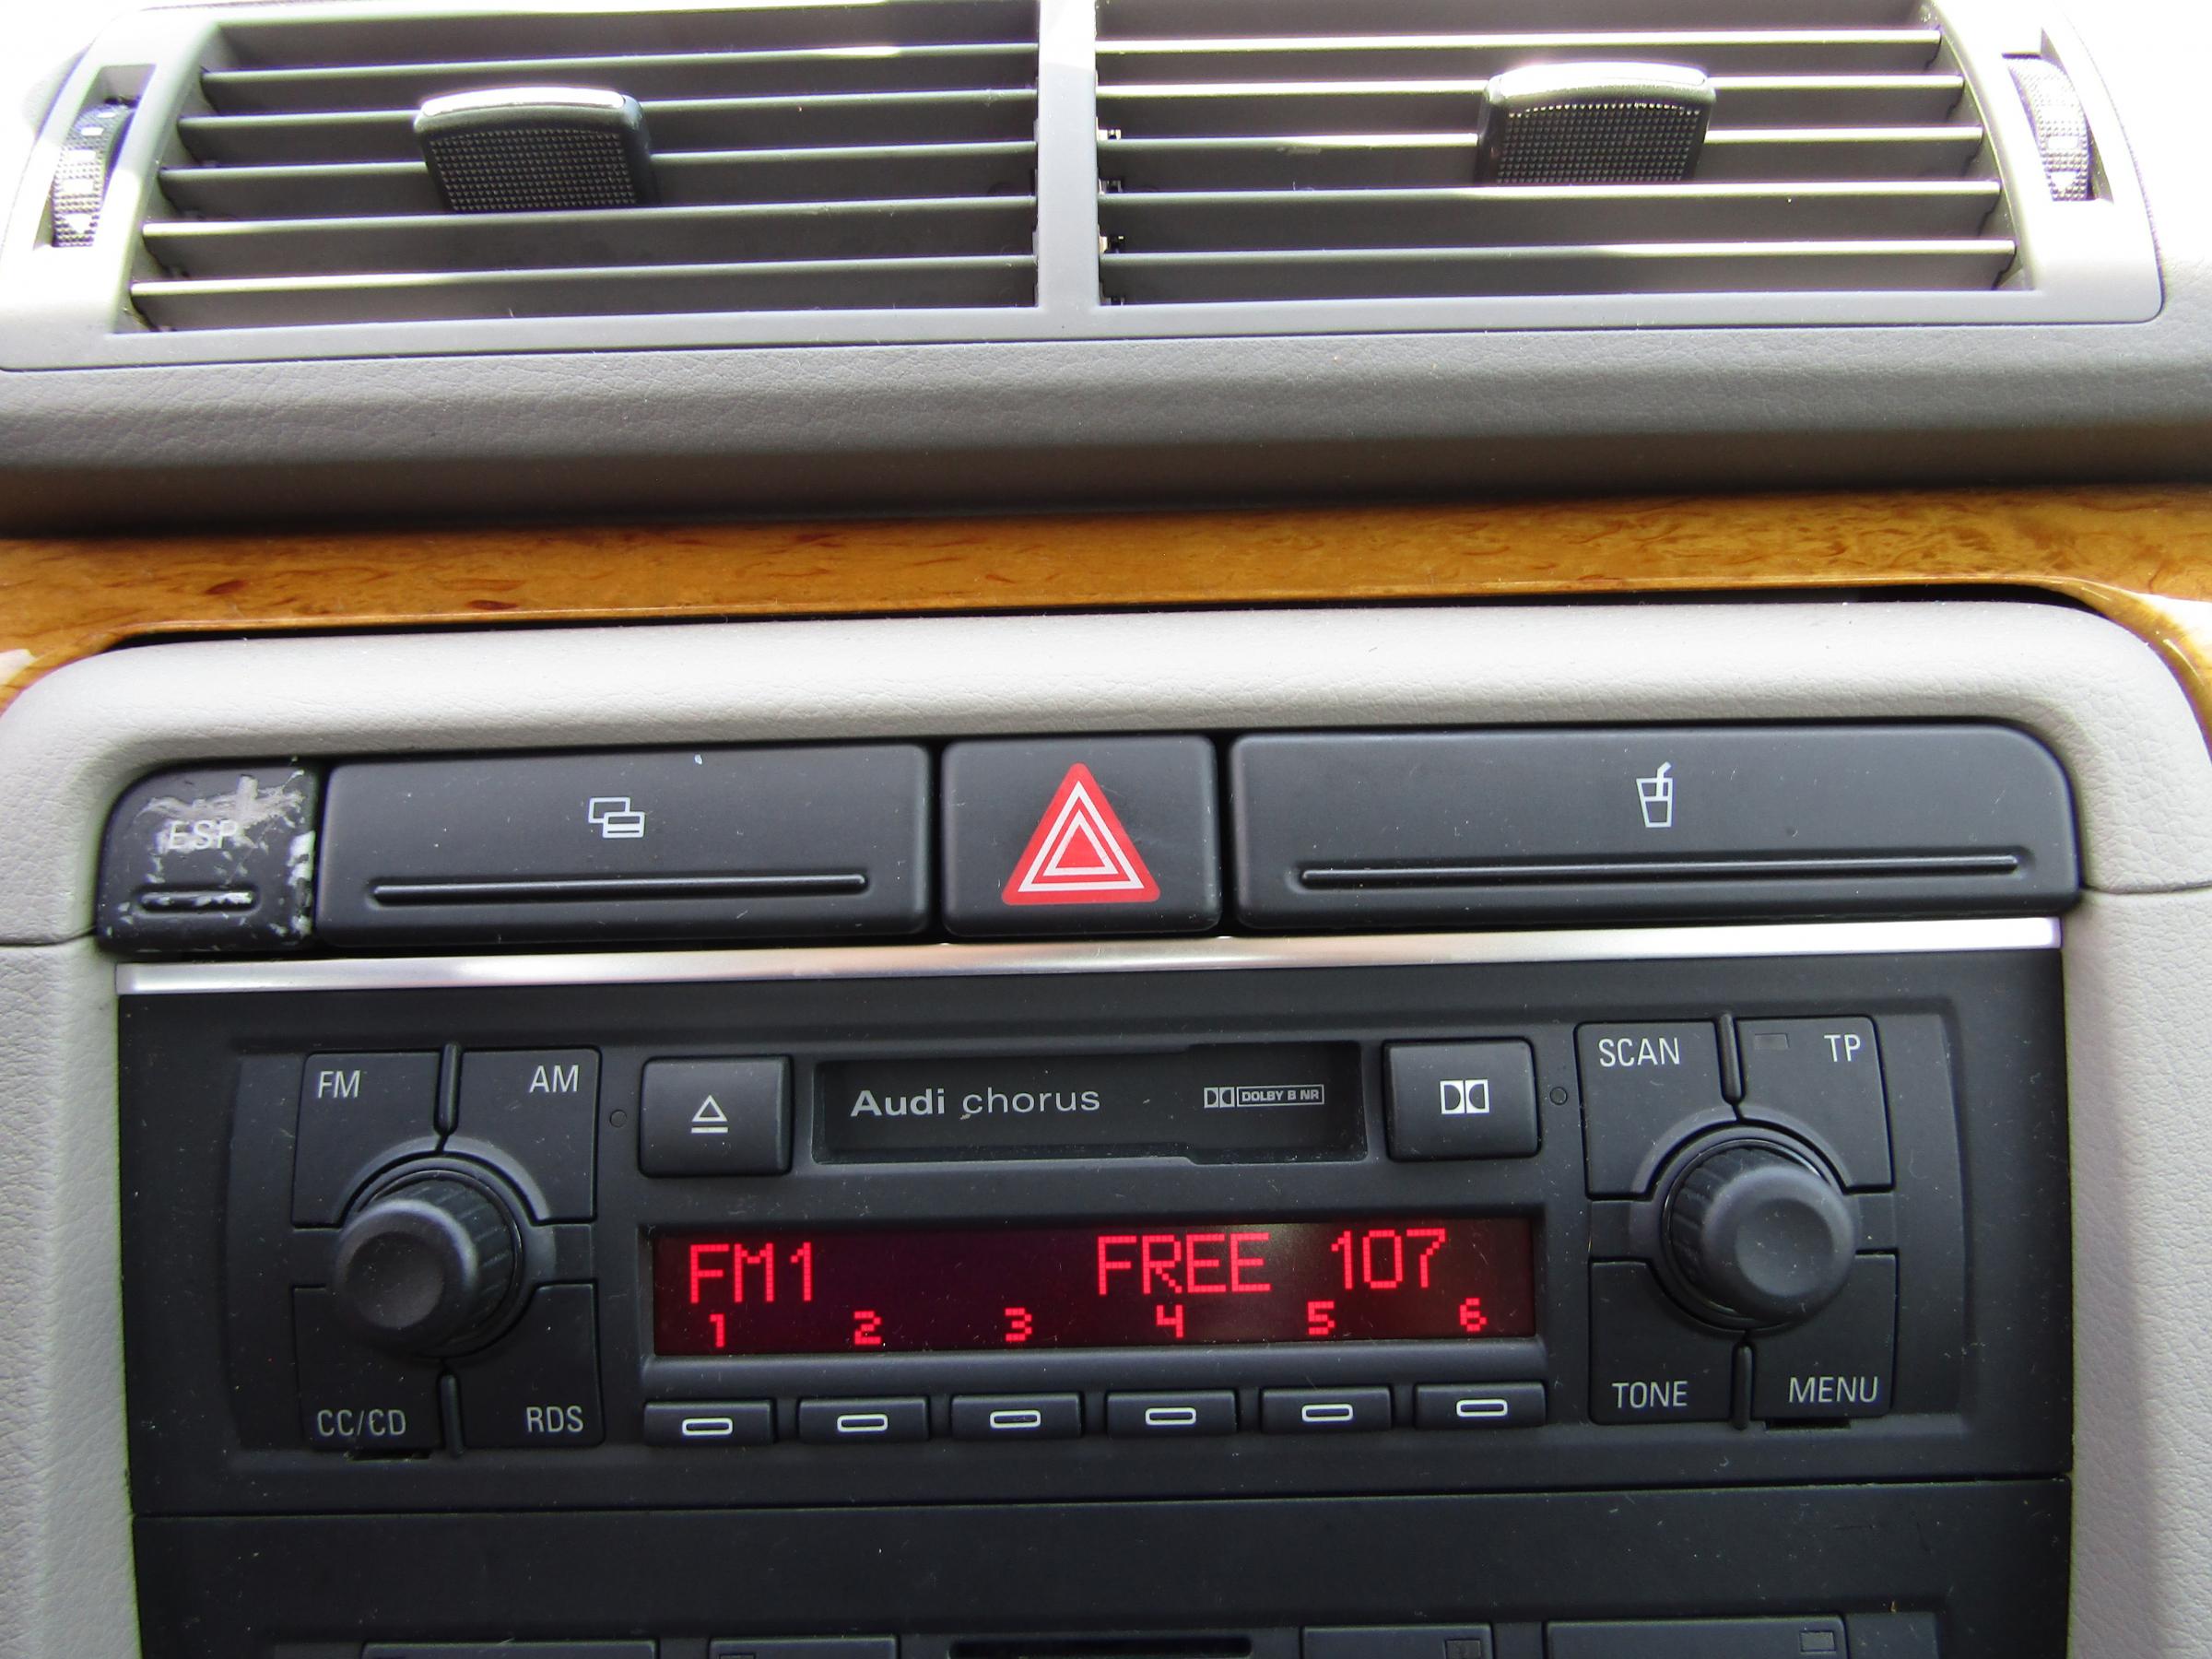 ESP
FM AM
Audi chorus
DOLBY B NR
SCAN TP
FM1 FREE 107
1 2 3 4 5 6
CC/CD RDS
TONE MENU